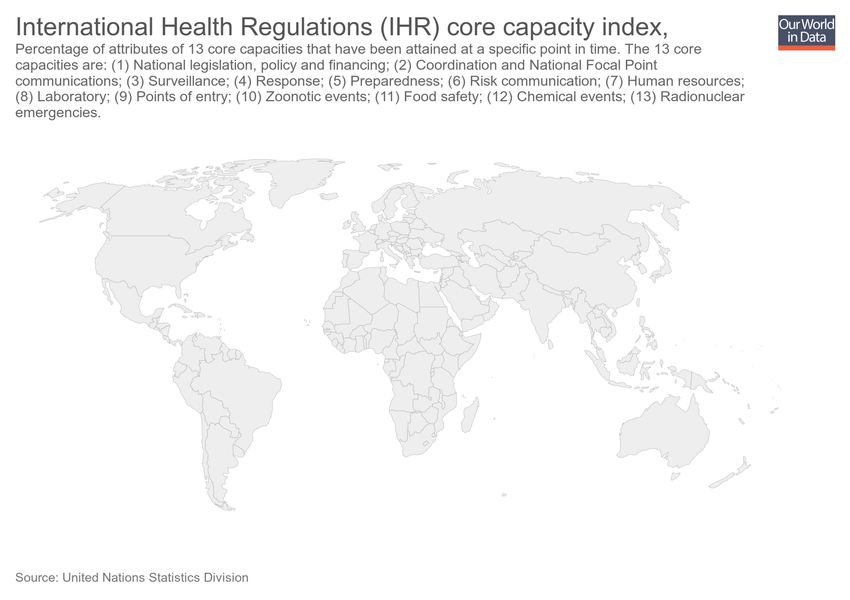 International Health Regulations (IHR) core capacity index,
Our World
in Data
Percentage of attributes of 13 core capacities that have been attained at a specific point in time. The 13 core
capacities are: (1) National legislation, policy and financing; (2) Coordination and National Focal Point
communications; (3) Surveillance; (4) Response; (5) Preparedness; (6) Risk communication; (7) Human resources;
(8) Laboratory; (9) Points of entry; (10) Zoonotic events; (11) Food safety; (12) Chemical events; (13) Radionuclear
emergencies.
Source: United Nations Statistics Division